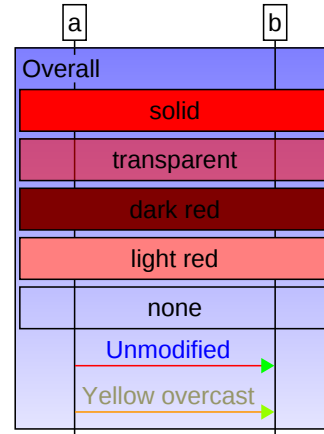 a b
Overall
solid
transparent
dark red
light red
none
Unmodified
Yellow overcast